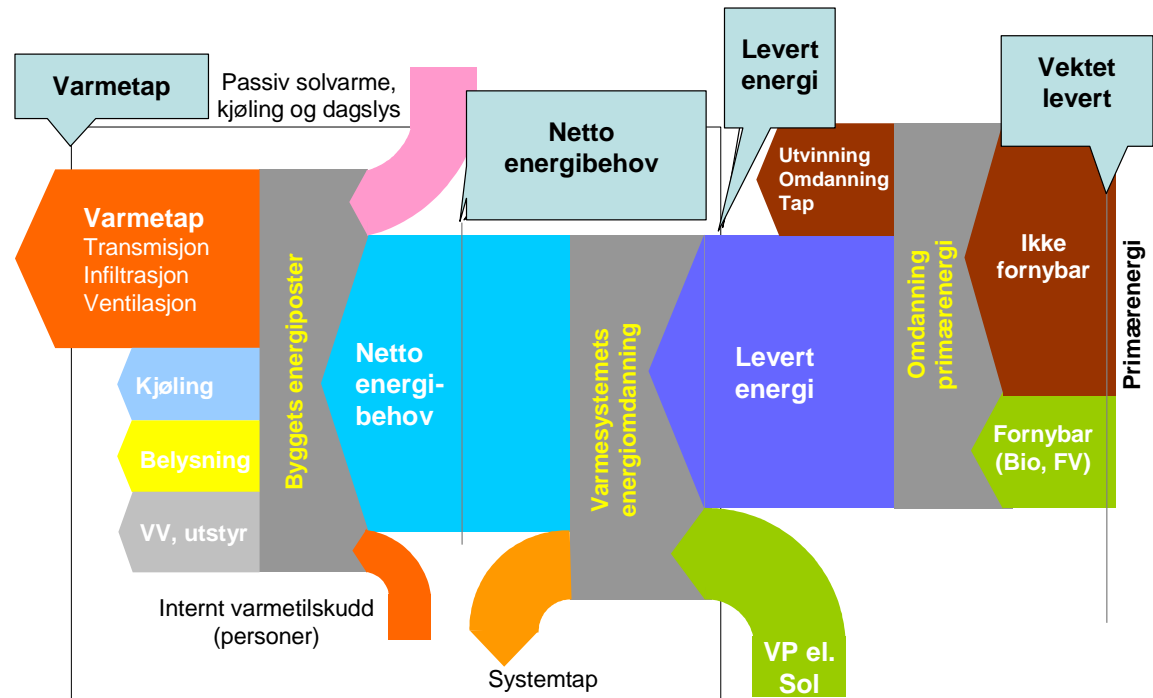 Varmetap
Passiv solvarme,
kjøling og dagslys
Netto
energibehov
Levert
energi
Vektet
levert
Utvinning
Omdanning
Tap
Varmetap
Transmisjon
Infiltrasjon
Ventilasjon
Kjøling
Belysning
VV, utstyr
Byggets energiposter
Netto
energi-
behov
Varmesystemets
energiomdanning
Levert
energi
Omdanning
primærenergi
Ikke
fornybar
Fornybar
(Bio, FV)
Primærenergi
Internt varmetilskudd
(personer)
Systemtap
VP el.
Sol